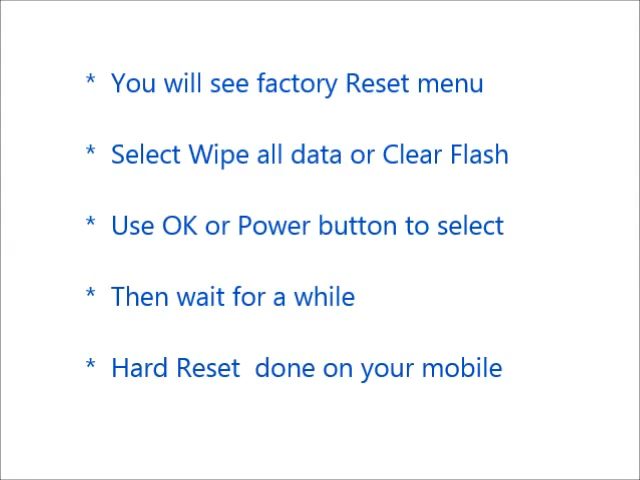 * You will see factory Reset menu
* Select Wipe all data or Clear Flash
* Use OK or Power button to select
* Then wait for a while
* Hard Reset  done on your mobile